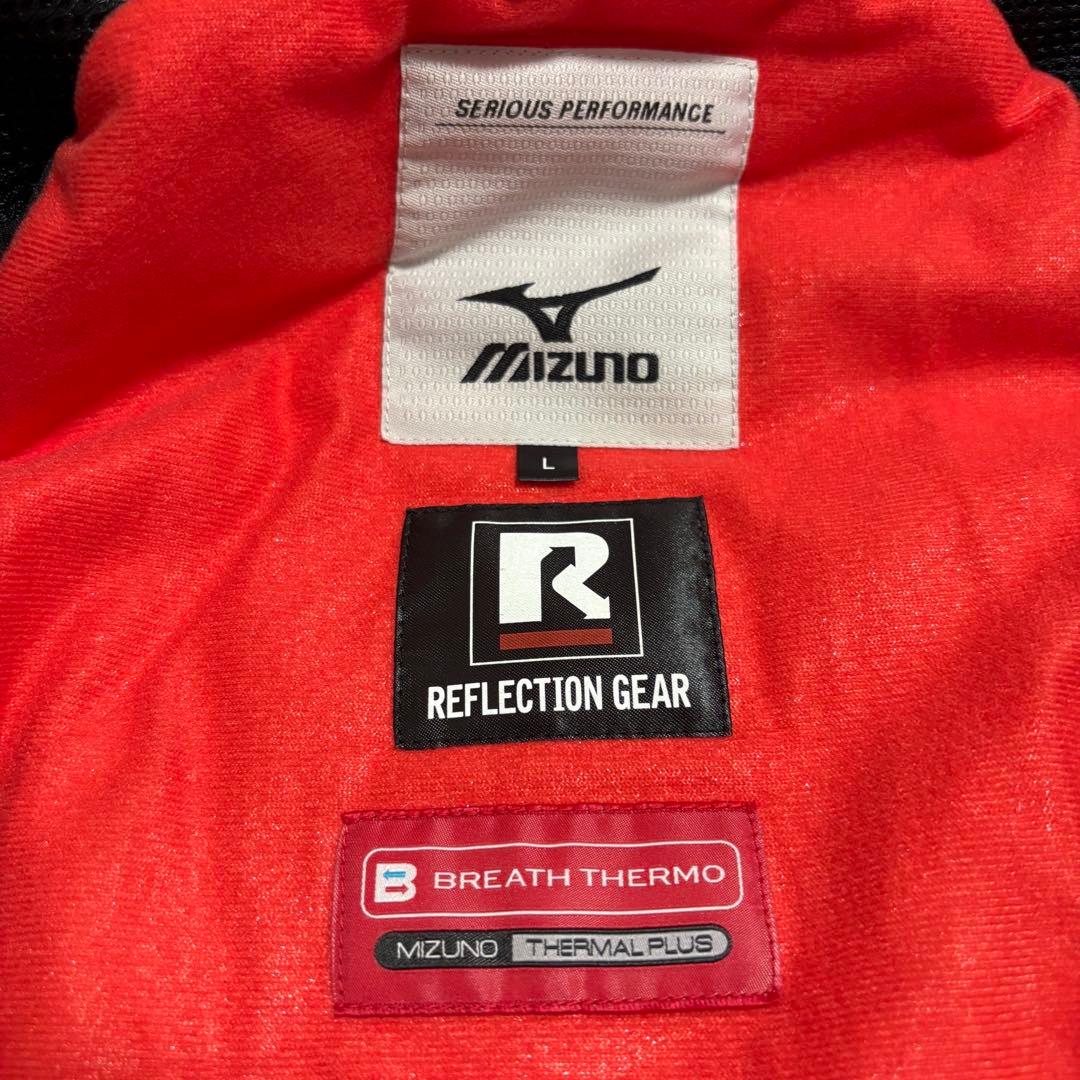 SERIOUS PERFORMANCE
MIZUNO
L
R
REFLECTION GEAR
B BREATH THERMO
MIZUNO THERMAL PLUS